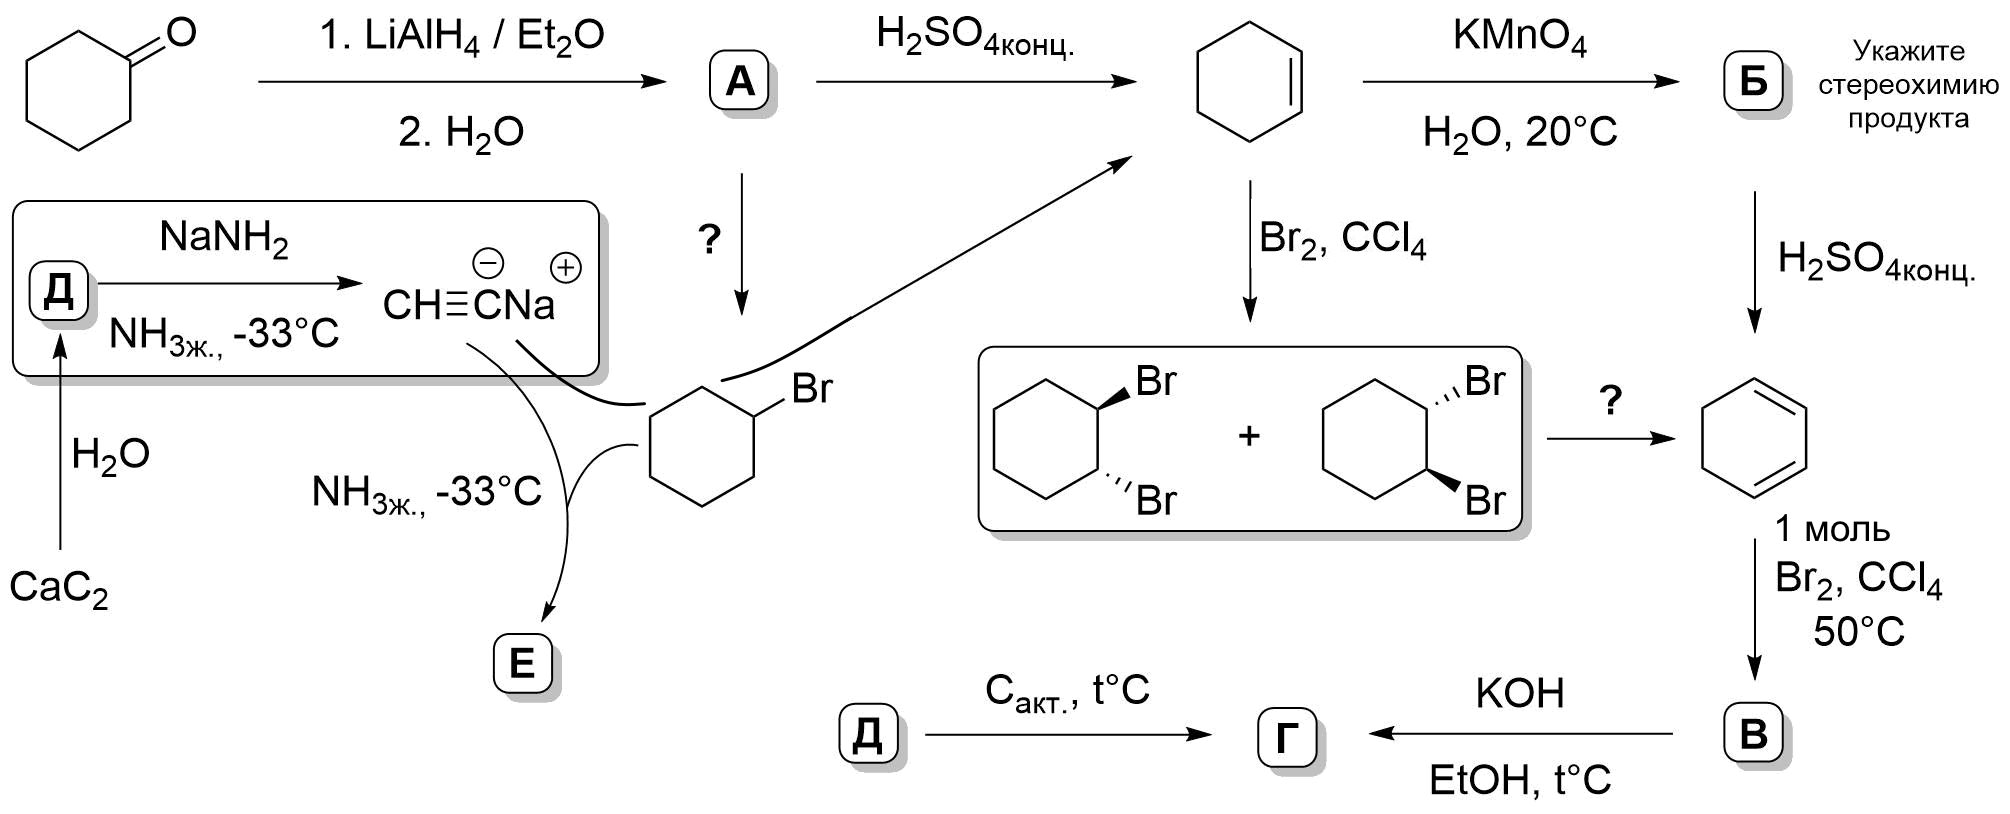 O
1. LiAlH₄ / Et₂O
2. H₂O
А
H₂SO₄конц.
KMnO₄
H₂O, 20°C
Б
Укажите
стереохимию
продукта
?
Br₂, CCl₄
H₂SO₄конц.
Д
NaNH₂
NH₃ж., -33°C
CH≡CNa
− +
H₂O
CaC₂
Br
NH₃ж., -33°C
Е
Br
Br
+
Br
Br
?
1 моль
Br₂, CCl₄
50°C
Д
Cакт., t°C
Г
KOH
EtOH, t°C
В